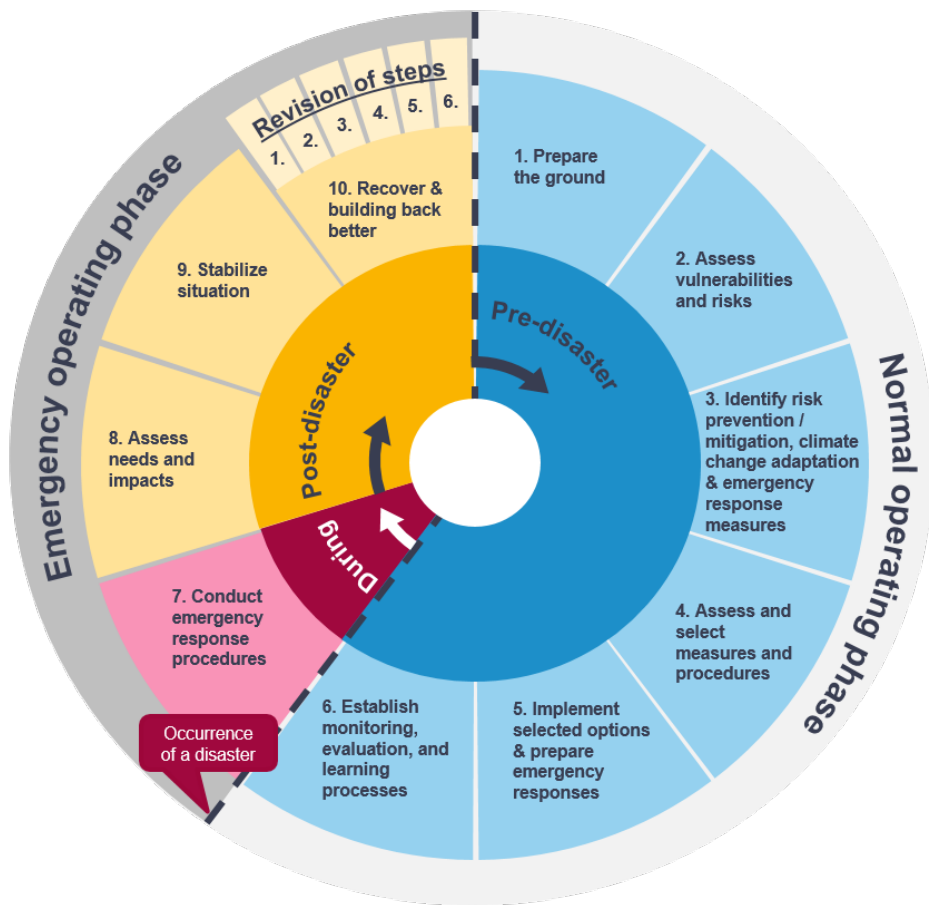 Emergency operating phase
Normal operating phase
Pre-disaster
During
Post-disaster
1. Prepare
the ground
2. Assess
vulnerabilities
and risks
3. Identify risk
prevention /
mitigation, climate
change adaptation
& emergency
response
measures
4. Assess and
select
measures and
procedures
5. Implement
selected options
& prepare
emergency
responses
6. Establish
monitoring,
evaluation, and
learning
processes
Occurrence
of a disaster
7. Conduct
emergency
response
procedures
8. Assess
needs and
impacts
9. Stabilize
situation
10. Recover &
building back
better
Revision of steps
1. 2. 3. 4. 5. 6.